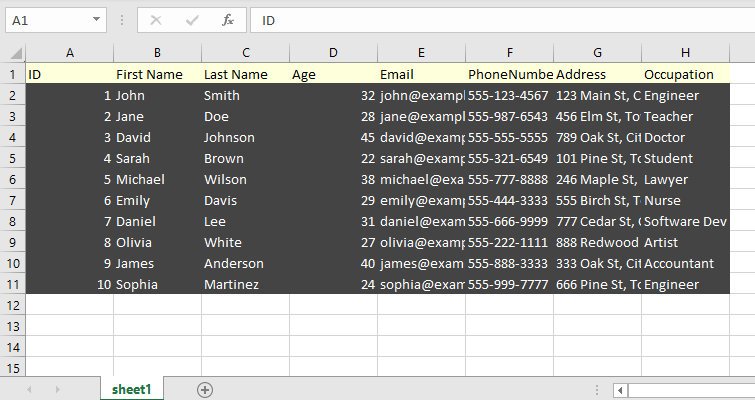 A1 fx ID
A B C D E F G H
1 ID First Name Last Name Age Email PhoneNumbe Address Occupation
2 1 John Smith 32 john@exampl 555-123-4567 123 Main St, C Engineer
3 2 Jane Doe 28 jane@examp 555-987-6543 456 Elm St, To Teacher
4 3 David Johnson 45 david@examp 555-555-5555 789 Oak St, Cit Doctor
5 4 Sarah Brown 22 sarah@examp 555-321-6549 101 Pine St, To Student
6 5 Michael Wilson 38 michael@exa 555-777-8888 246 Maple St, Lawyer
7 6 Emily Davis 29 emily@examp 555-444-3333 555 Birch St, T Nurse
8 7 Daniel Lee 31 daniel@exam 555-666-9999 777 Cedar St, C Software Dev
9 8 Olivia White 27 olivia@examp 555-222-1111 888 Redwood Artist
10 9 James Anderson 40 james@exam 555-888-3333 333 Oak St, Cit Accountant
11 10 Sophia Martinez 24 sophia@exam 555-999-7777 666 Pine St, To Engineer
12
13
14
15
sheet1